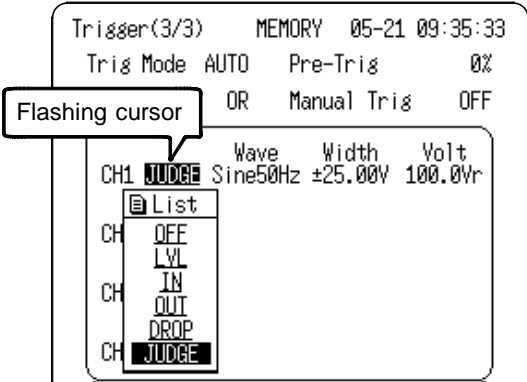 Trigger(3/3) MEMORY 05-21 09:35:33
Trig Mode AUTO Pre-Trig 0%
OR Manual Trig OFF
Flashing cursor
Wave Width Volt
CH1 JUDGE Sine50Hz ±25.00V 100.0Vr
List
CH OFF
LVL
CH IN
OUT
DROP
CH JUDGE